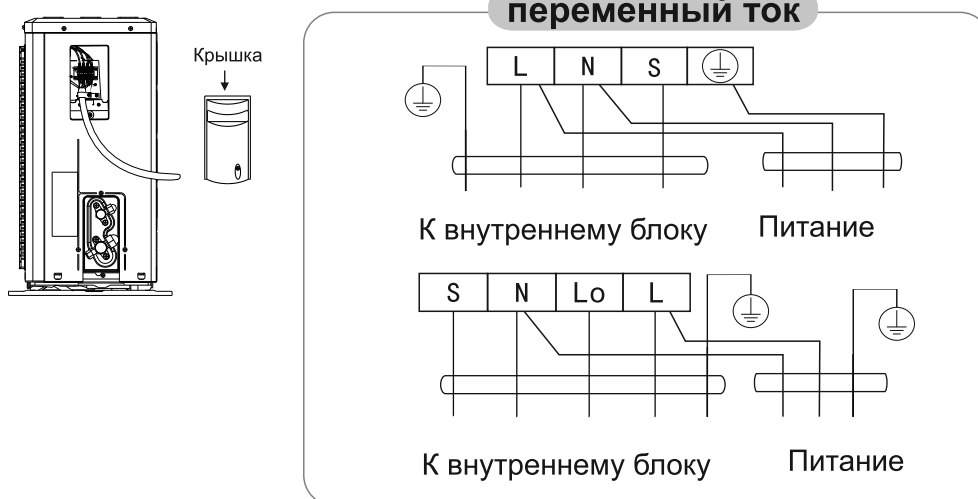 переменный ток
Крышка
L N S
К внутреннему блоку Питание
S N Lo L
К внутреннему блоку Питание